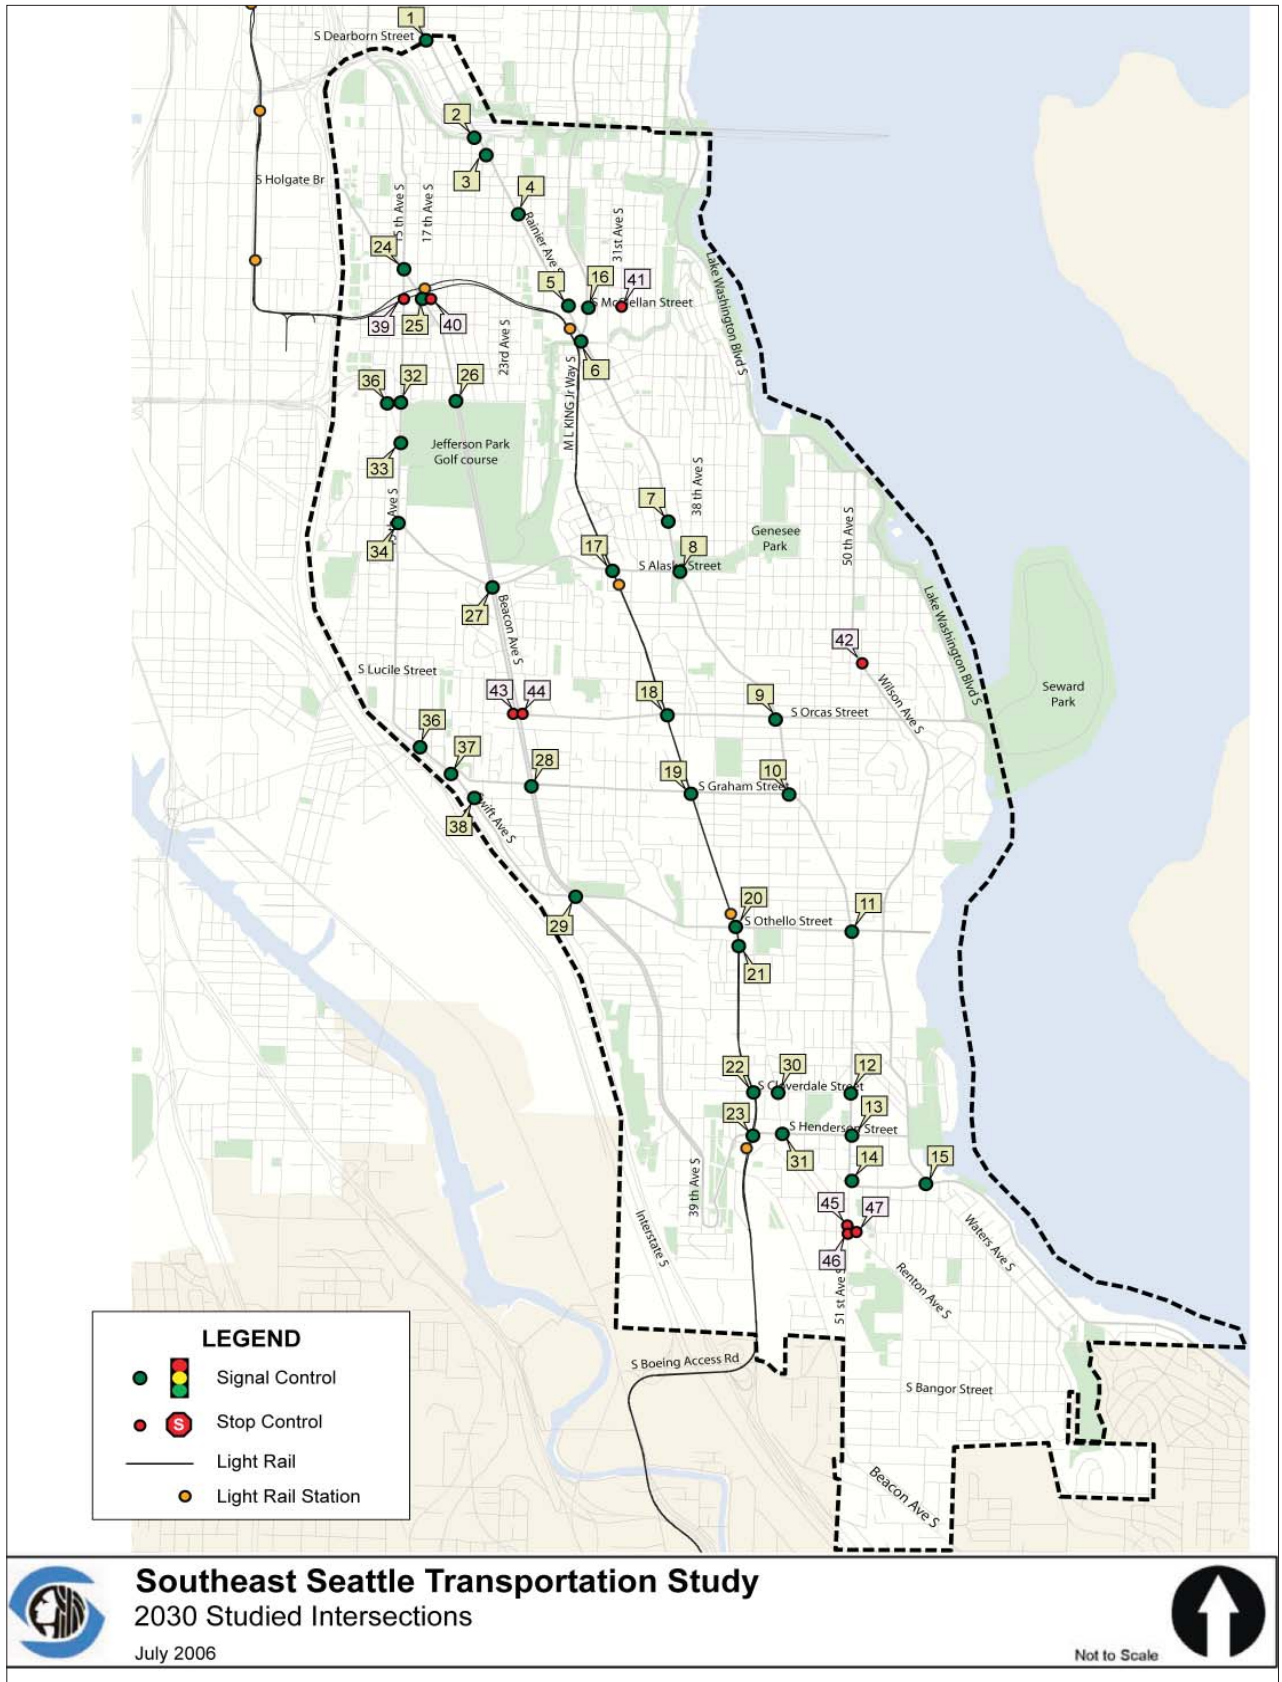 1
S Dearborn Street
2
3
S Holgate Br
4
15 th Ave S
17 th Ave S
31st Ave S
Rainier Ave S
24
5
16
41
S McClellan Street
Lake Washington Blvd S
39
25
40
23rd Ave S
6
M L KING Jr Way S
36
32
26
Jefferson Park
Golf course
33
38 th Ave S
7
34
Genesee
Park
50 th Ave S
17
8
S Alaska Street
27
Beacon Ave S
Lake Washington Blvd S
42
S Lucile Street
Wilson Ave S
Seward
Park
43
44
18
9
S Orcas Street
36
37
28
19
S Graham Street
10
38
Swift Ave S
20
11
S Othello Street
29
21
22
30
12
S Cloverdale Street
23
13
S Henderson Street
31
14
15
39 th Ave S
45
47
46
Interstate 5
Waters Ave S
51 st Ave S
Renton Ave S
S Boeing Access Rd
S Bangor Street
Beacon Ave S
LEGEND
Signal Control
S
Stop Control
Light Rail
Light Rail Station
Southeast Seattle Transportation Study
2030 Studied Intersections
July 2006
Not to Scale